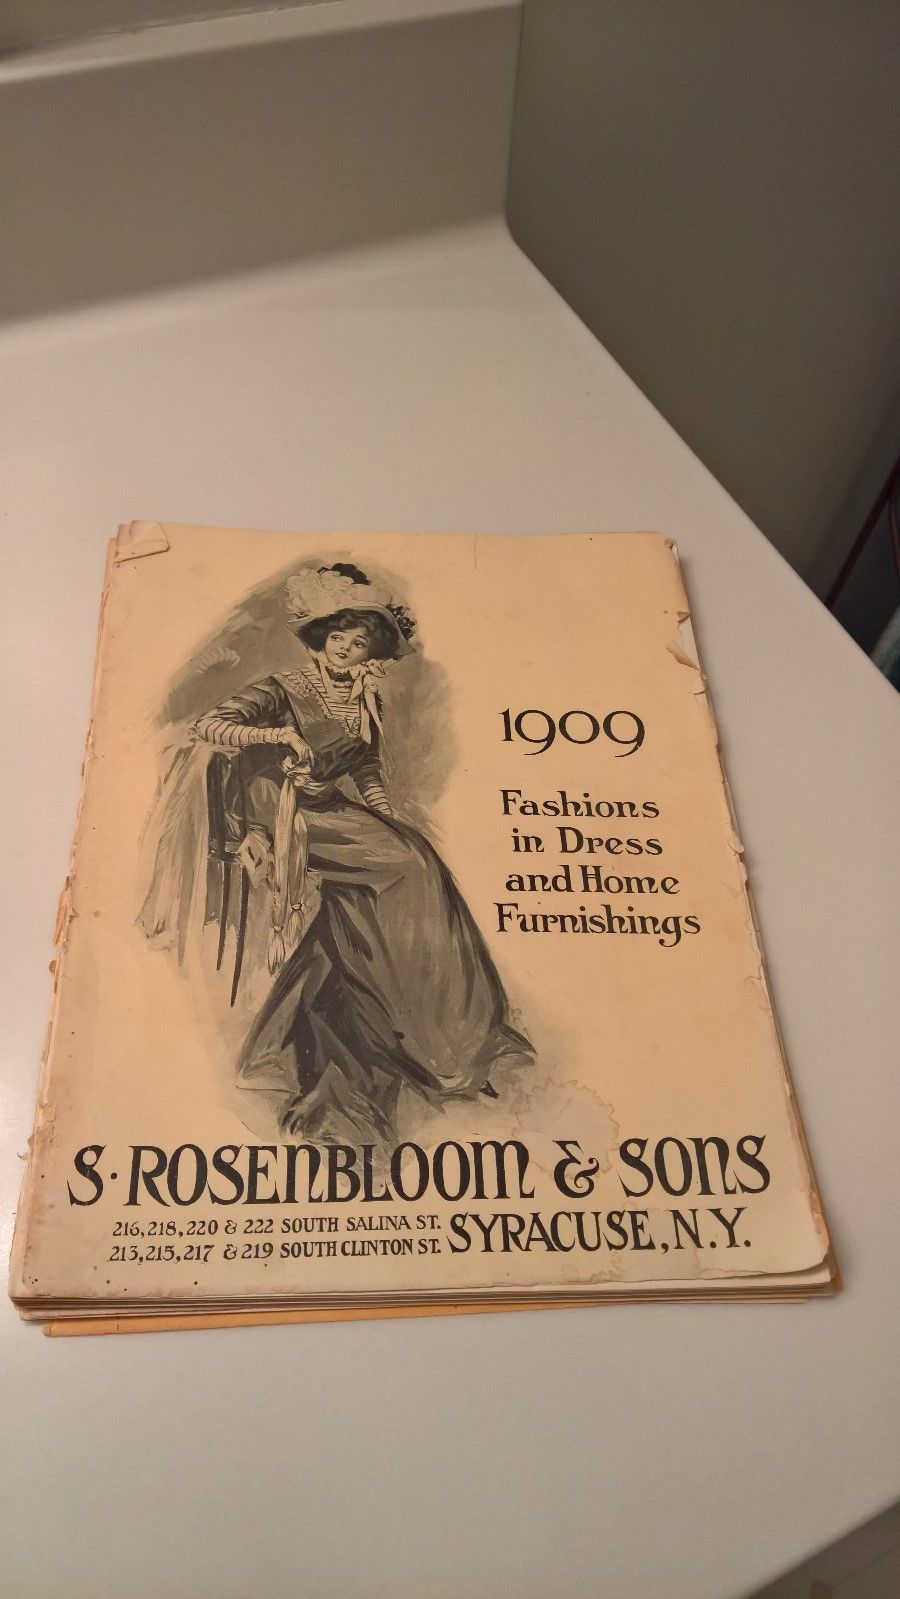 1909
Fashions
in Dress
and Home
Furnishings
S. ROSENBLOOM & SONS
216, 218, 220 & 222 SOUTH SALINA ST.
213, 215, 217 & 219 SOUTH CLINTON ST.
SYRACUSE, N.Y.